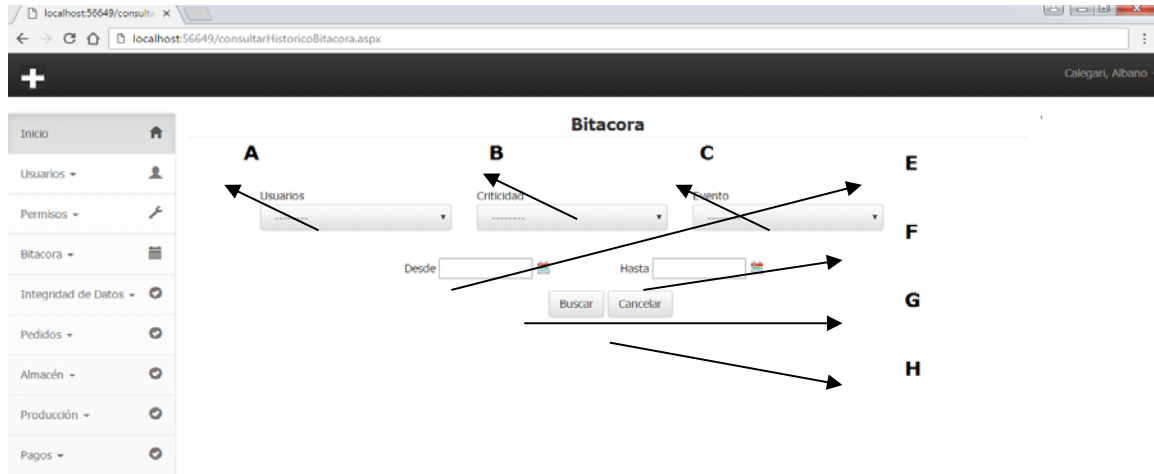 localhost:56649/consulta
localhost:56649/consultarHistoricoBitacora.aspx
Calegari, Albano
Inicio
Usuarios
Permisos
Bitacora
Integridad de Datos
Pedidos
Almacén
Producción
Pagos
Bitacora
A B C
E
Usuarios Criticidad Evento
-------- -------- --------
F
Desde Hasta
Buscar Cancelar
G
H